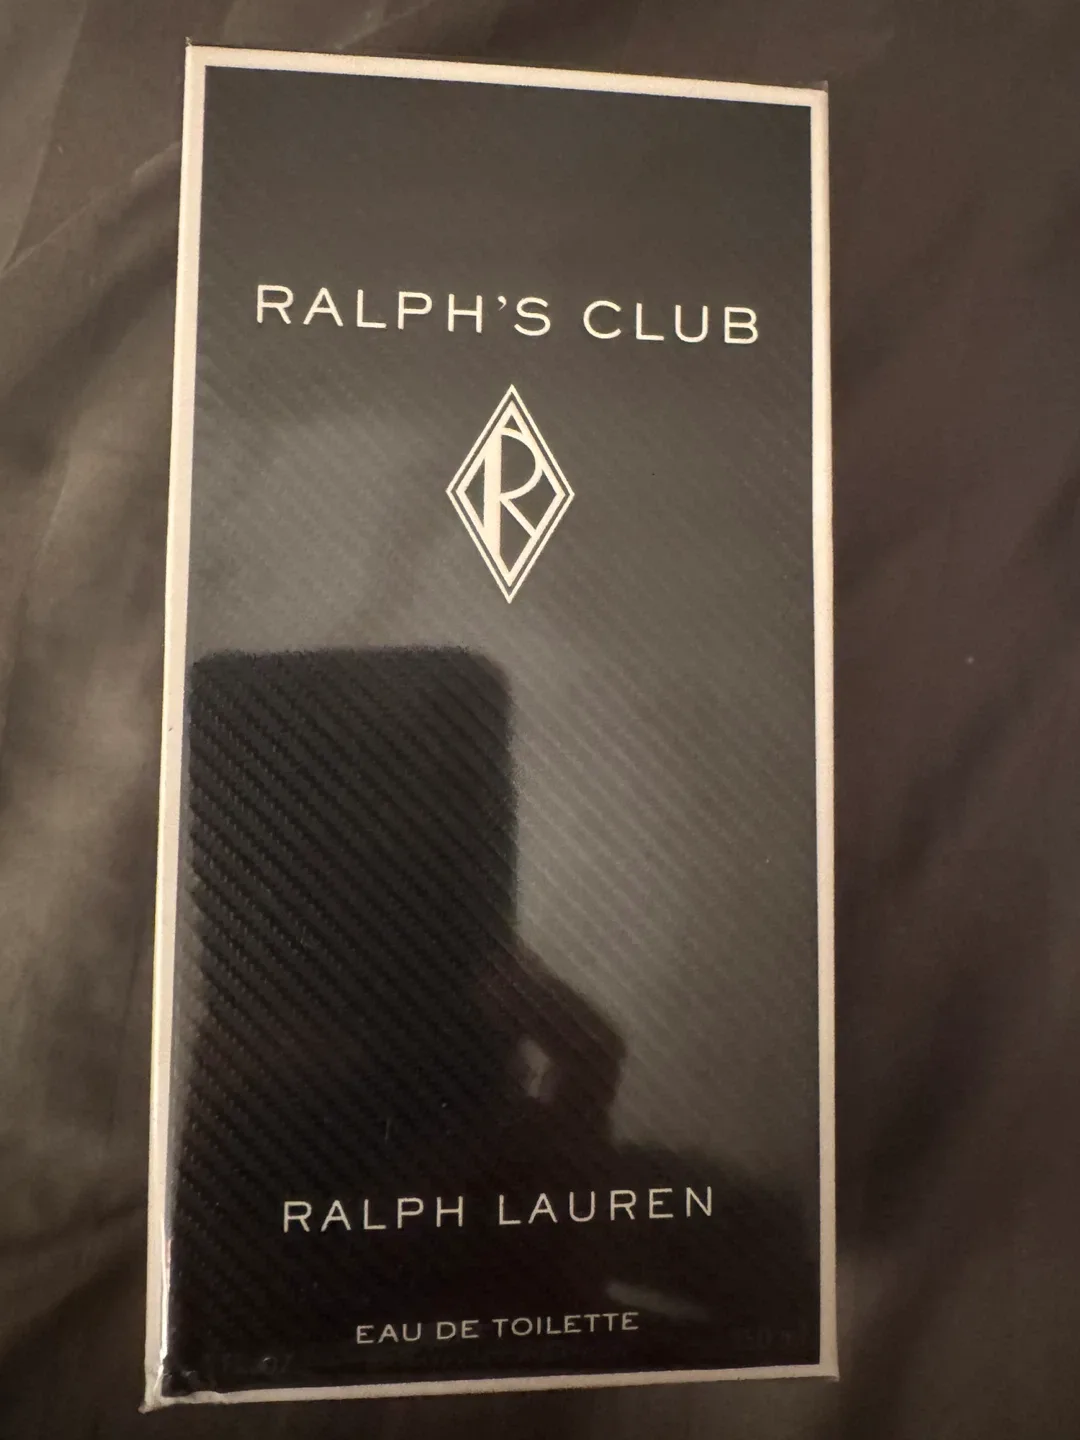 RALPH'S CLUB
R
RALPH LAUREN
EAU DE TOILETTE